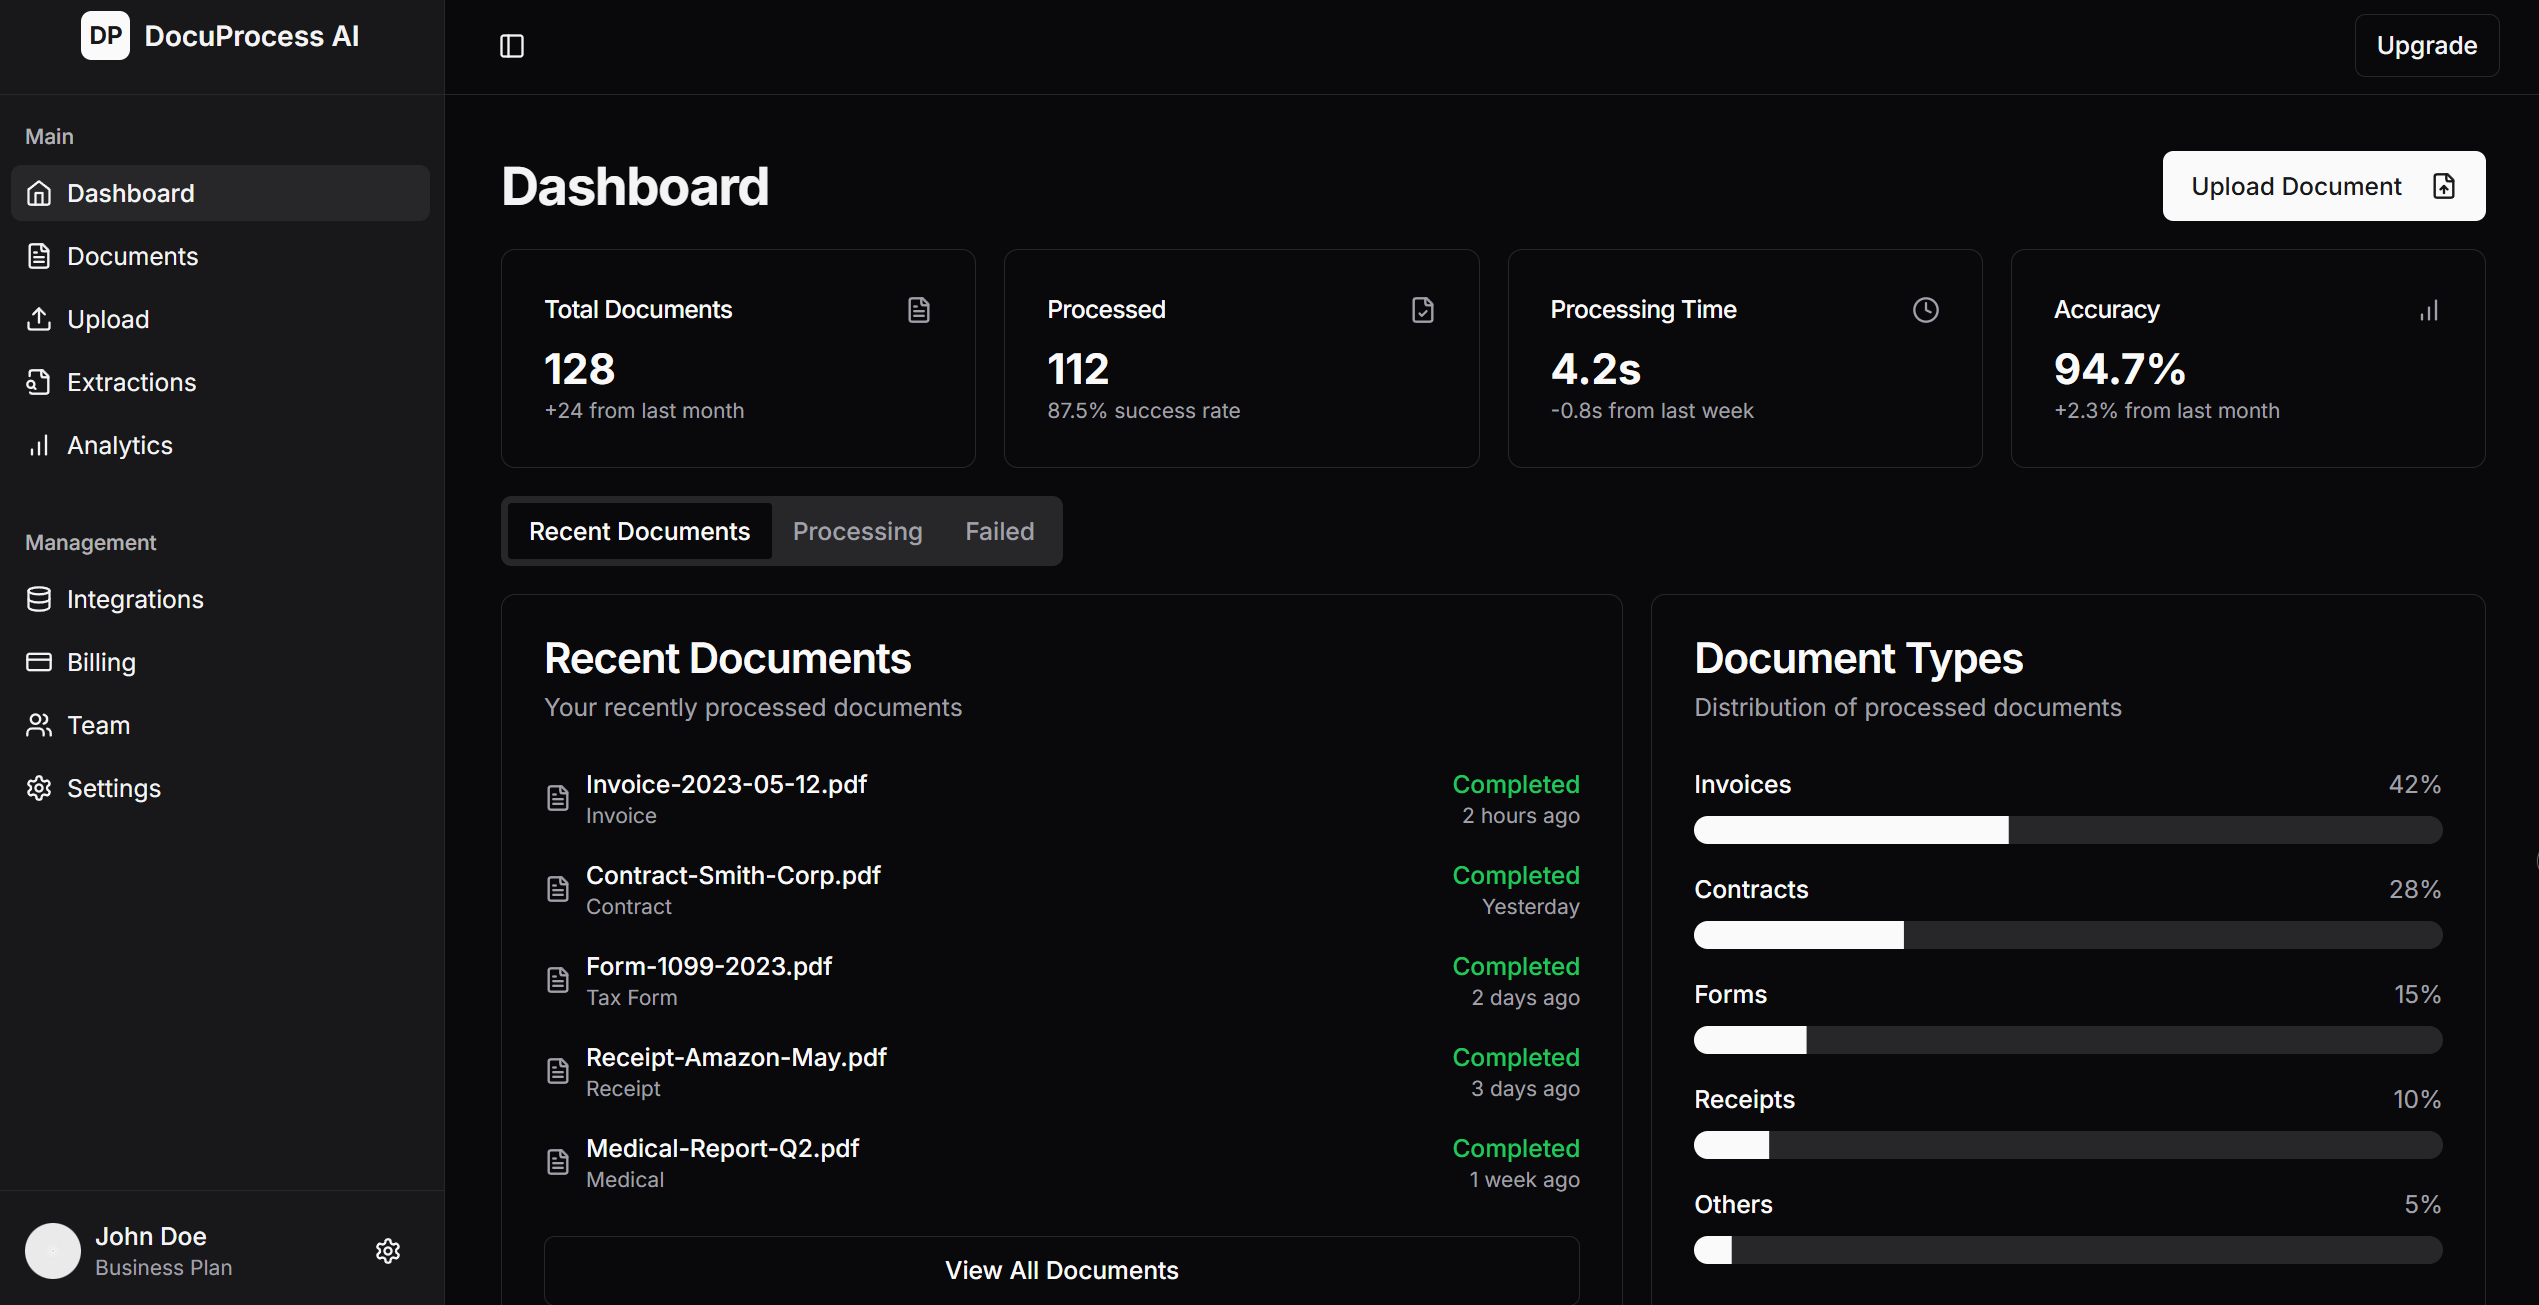 DP DocuProcess AI
Upgrade
Main
Dashboard
Documents
Upload
Extractions
Analytics
Management
Integrations
Billing
Team
Settings
John Doe
Business Plan
Dashboard
Upload Document
Total Documents
128
+24 from last month
Processed
112
87.5% success rate
Processing Time
4.2s
-0.8s from last week
Accuracy
94.7%
+2.3% from last month
Recent Documents Processing Failed
Recent Documents
Your recently processed documents
Invoice-2023-05-12.pdf Completed
Invoice 2 hours ago
Contract-Smith-Corp.pdf Completed
Contract Yesterday
Form-1099-2023.pdf Completed
Tax Form 2 days ago
Receipt-Amazon-May.pdf Completed
Receipt 3 days ago
Medical-Report-Q2.pdf Completed
Medical 1 week ago
View All Documents
Document Types
Distribution of processed documents
Invoices 42%
Contracts 28%
Forms 15%
Receipts 10%
Others 5%